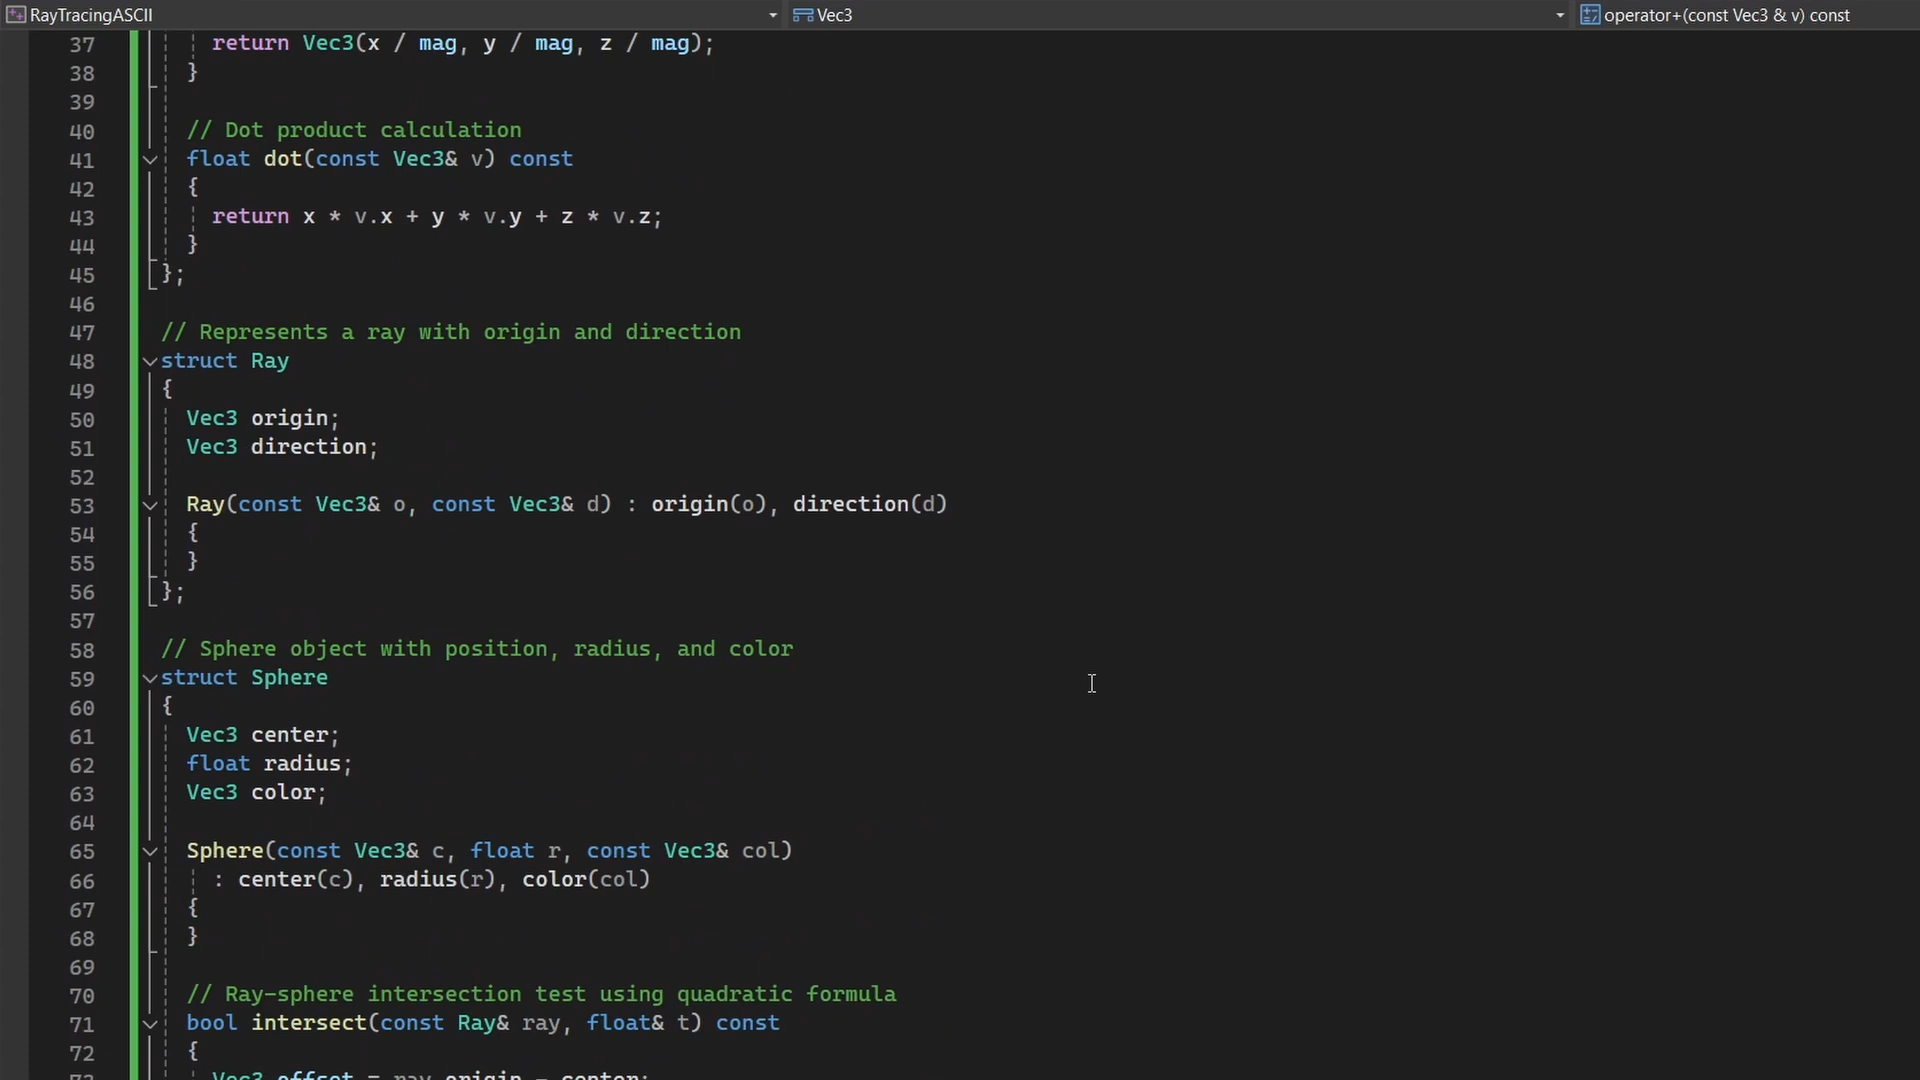 RayTracingASCII Vec3 operator+(const Vec3 & v) const
37 return Vec3(x / mag, y / mag, z / mag);
38 }
39
40 // Dot product calculation
41 float dot(const Vec3& v) const
42 {
43 return x * v.x + y * v.y + z * v.z;
44 }
45 };
46
47 // Represents a ray with origin and direction
48 struct Ray
49 {
50 Vec3 origin;
51 Vec3 direction;
52
53 Ray(const Vec3& o, const Vec3& d) : origin(o), direction(d)
54 {
55 }
56 };
57
58 // Sphere object with position, radius, and color
59 struct Sphere
60 {
61 Vec3 center;
62 float radius;
63 Vec3 color;
64
65 Sphere(const Vec3& c, float r, const Vec3& col)
66 : center(c), radius(r), color(col)
67 {
68 }
69
70 // Ray-sphere intersection test using quadratic formula
71 bool intersect(const Ray& ray, float& t) const
72 {
73 Vec3 offset = ray.origin - center;